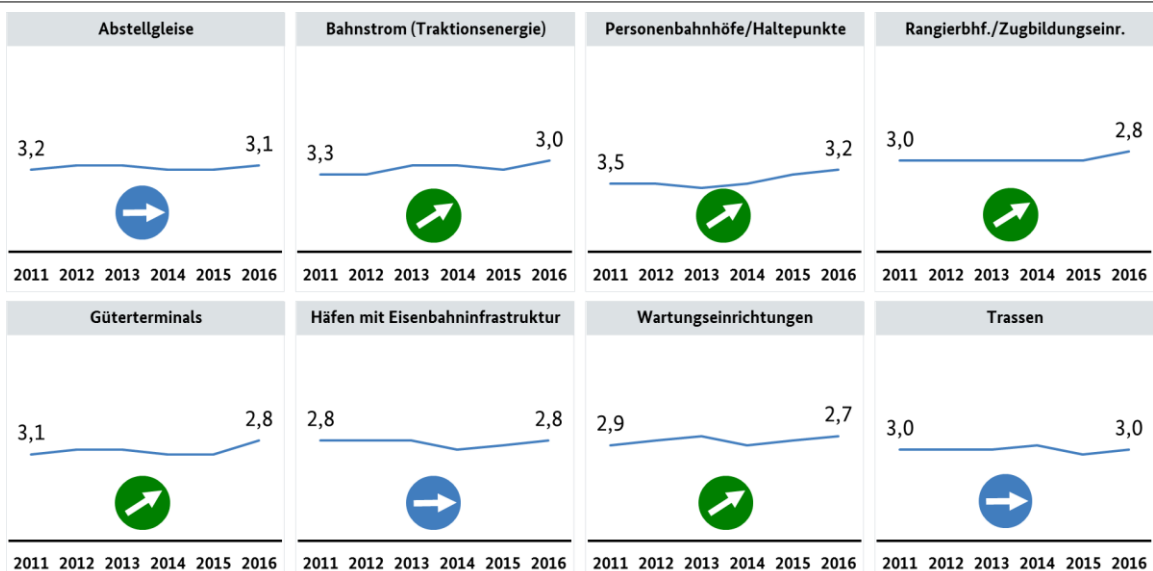 Abstellgleise
3,2 3,1
2011 2012 2013 2014 2015 2016
Bahnstrom (Traktionsenergie)
3,3 3,0
2011 2012 2013 2014 2015 2016
Personenbahnhöfe/Haltepunkte
3,5 3,2
2011 2012 2013 2014 2015 2016
Rangierbhf./Zugbildungseinr.
3,0 2,8
2011 2012 2013 2014 2015 2016
Güterterminals
3,1 2,8
2011 2012 2013 2014 2015 2016
Häfen mit Eisenbahninfrastruktur
2,8 2,8
2011 2012 2013 2014 2015 2016
Wartungseinrichtungen
2,9 2,7
2011 2012 2013 2014 2015 2016
Trassen
3,0 3,0
2011 2012 2013 2014 2015 2016